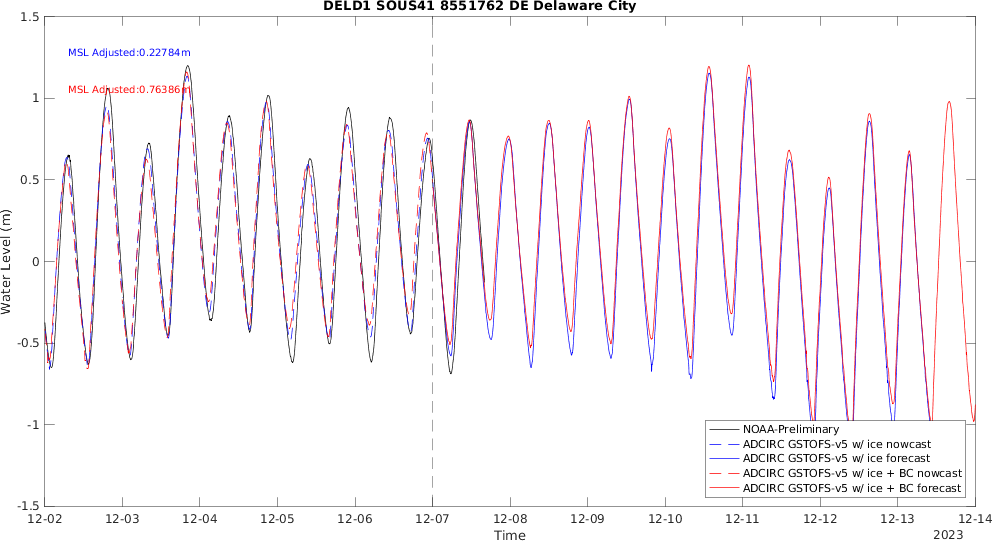 DELD1 SOUS41 8551762 DE Delaware City
MSL Adjusted:0.22784m
MSL Adjusted:0.76386m
Water Level (m)
1.5
1
0.5
0
-0.5
-1
-1.5
NOAA-Preliminary
ADCIRC GSTOFS-v5 w/ ice nowcast
ADCIRC GSTOFS-v5 w/ ice forecast
ADCIRC GSTOFS-v5 w/ ice + BC nowcast
ADCIRC GSTOFS-v5 w/ ice + BC forecast
12-02 12-03 12-04 12-05 12-06 12-07 12-08 12-09 12-10 12-11 12-12 12-13 12-14
Time
2023